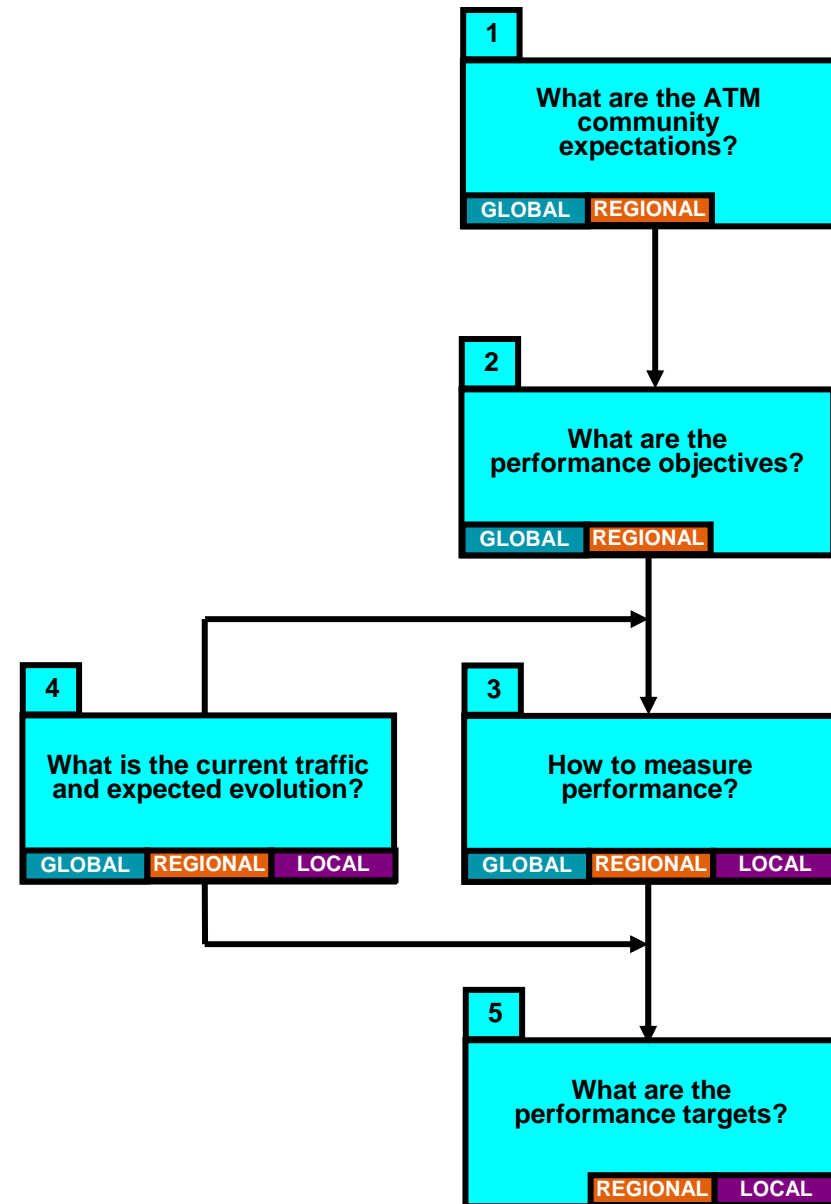 1
What are the ATM
community
expectations?
GLOBAL REGIONAL
2
What are the
performance objectives?
GLOBAL REGIONAL
4
What is the current traffic
and expected evolution?
GLOBAL REGIONAL LOCAL
3
How to measure
performance?
GLOBAL REGIONAL LOCAL
5
What are the
performance targets?
REGIONAL LOCAL